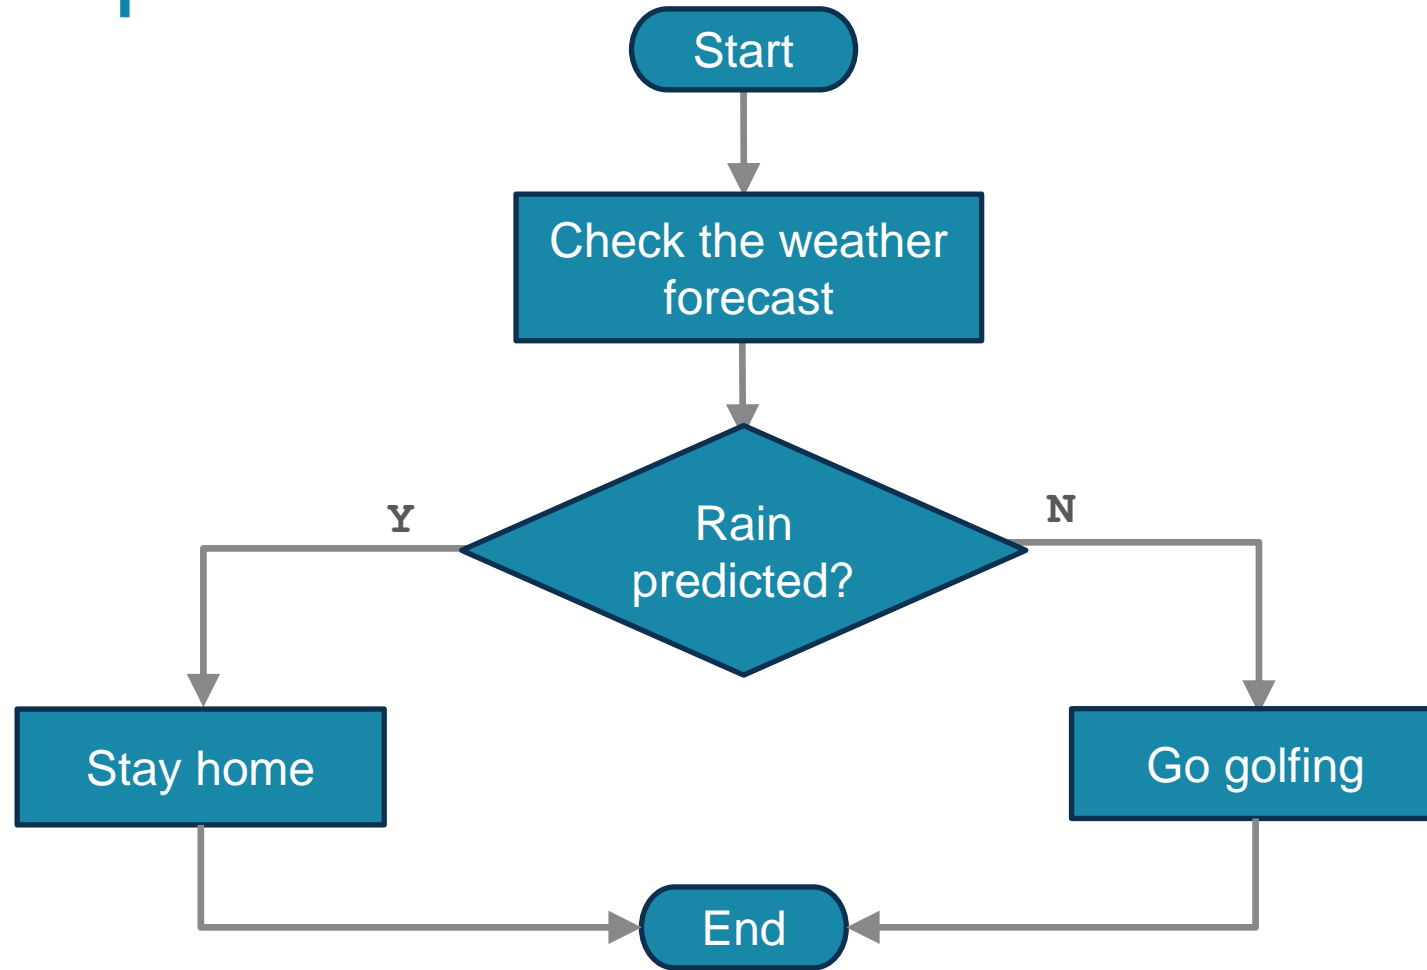 Start
Check the weather
forecast
Y
N
Rain
predicted?
Stay home
Go golfing
End